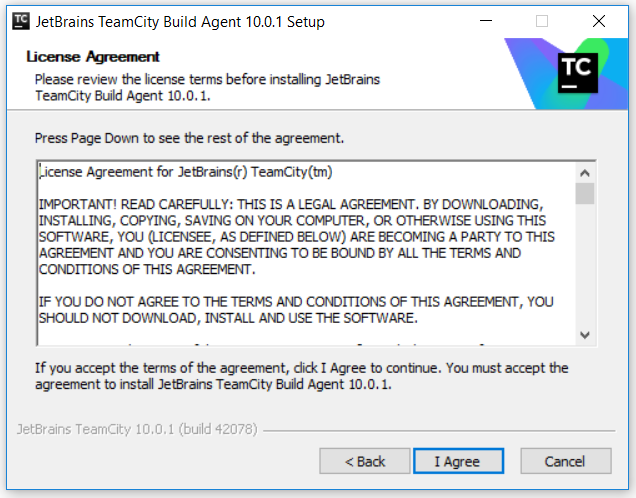 TC JetBrains TeamCity Build Agent 10.0.1 Setup
License Agreement
Please review the license terms before installing JetBrains
TeamCity Build Agent 10.0.1.
TC
Press Page Down to see the rest of the agreement.
License Agreement for JetBrains(r) TeamCity(tm)
IMPORTANT! READ CAREFULLY: THIS IS A LEGAL AGREEMENT. BY DOWNLOADING,
INSTALLING, COPYING, SAVING ON YOUR COMPUTER, OR OTHERWISE USING THIS
SOFTWARE, YOU (LICENSEE, AS DEFINED BELOW) ARE BECOMING A PARTY TO THIS
AGREEMENT AND YOU ARE CONSENTING TO BE BOUND BY ALL THE TERMS AND
CONDITIONS OF THIS AGREEMENT.
IF YOU DO NOT AGREE TO THE TERMS AND CONDITIONS OF THIS AGREEMENT, YOU
SHOULD NOT DOWNLOAD, INSTALL AND USE THE SOFTWARE.
If you accept the terms of the agreement, click I Agree to continue. You must accept the
agreement to install JetBrains TeamCity Build Agent 10.0.1.
JetBrains TeamCity 10.0.1 (build 42078)
< Back
I Agree
Cancel